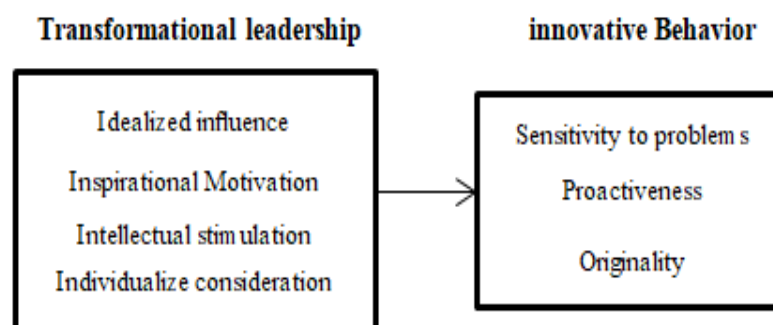 Transformational leadership
innovative Behavior
Idealized influence
Inspirational Motivation
Intellectual stimulation
Individualize consideration
Sensitivity to problems
Proactiveness
Originality